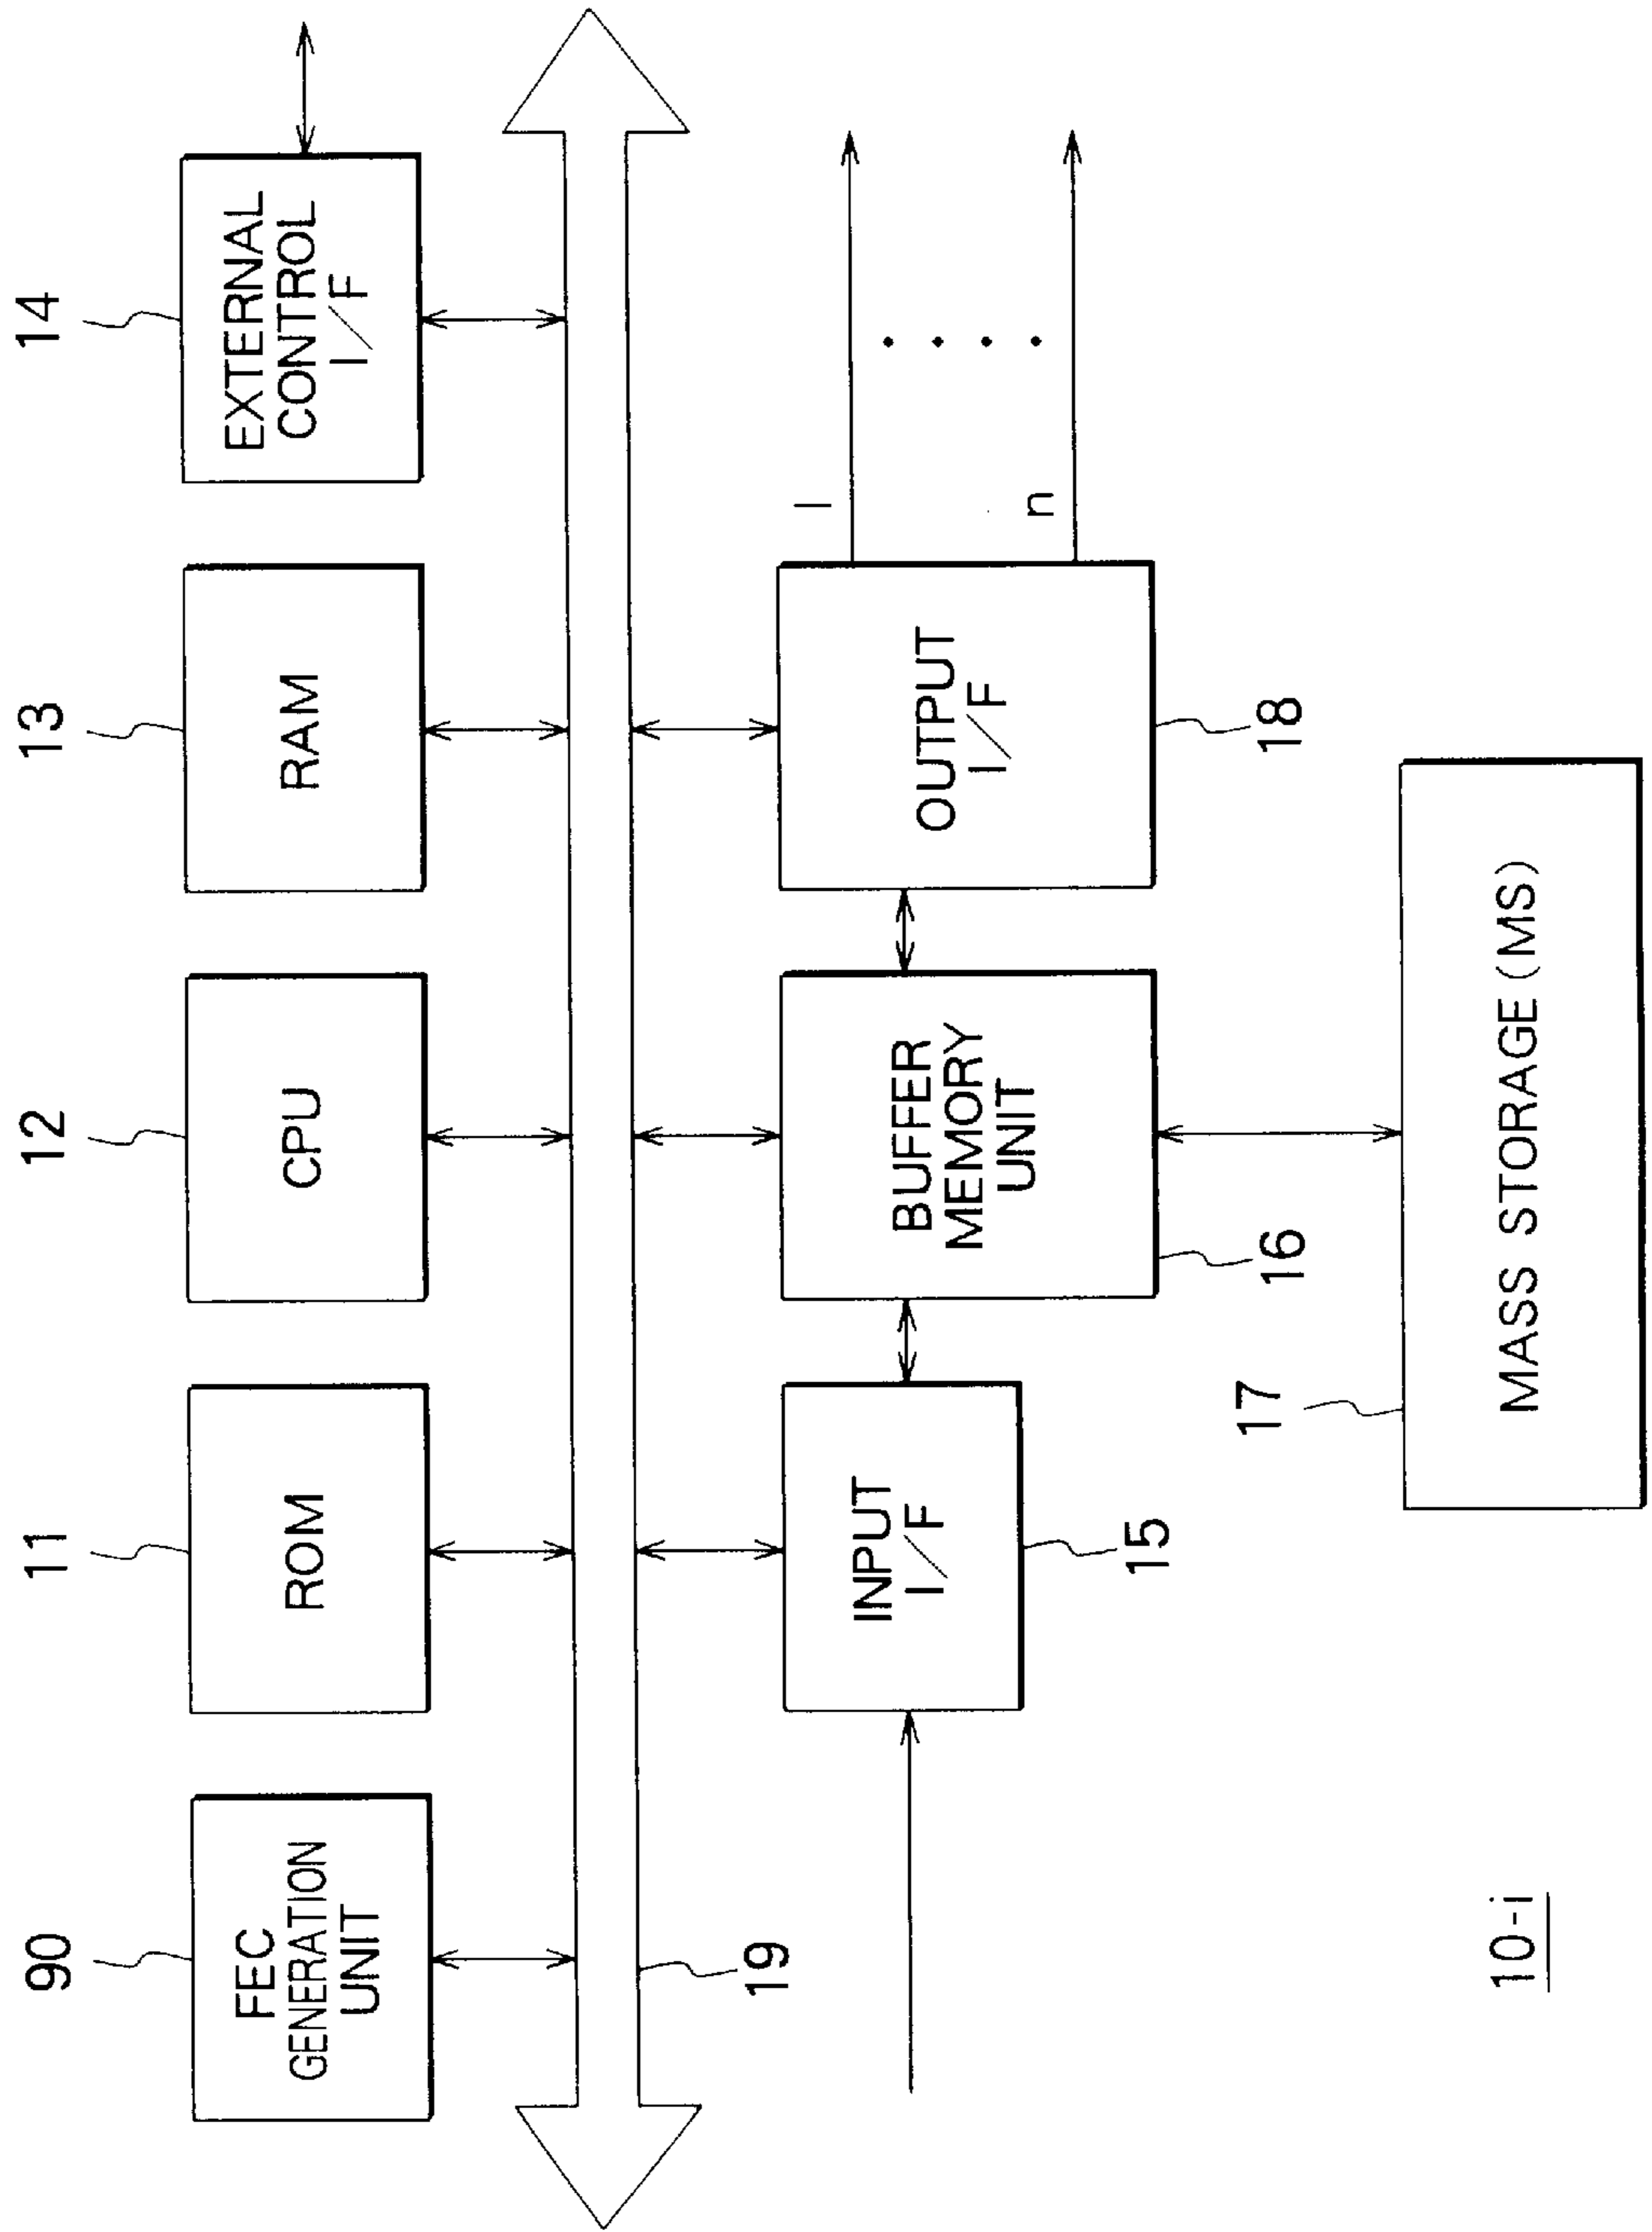 90
11
12
13
14
FEC
GENERATION
UNIT
ROM
CPU
RAM
EXTERNAL
CONTROL
I/F
19
INPUT
I/F
15
BUFFER
MEMORY
UNIT
16
OUTPUT
I/F
18
1
n
17
MASS STORAGE (MS)
10-i